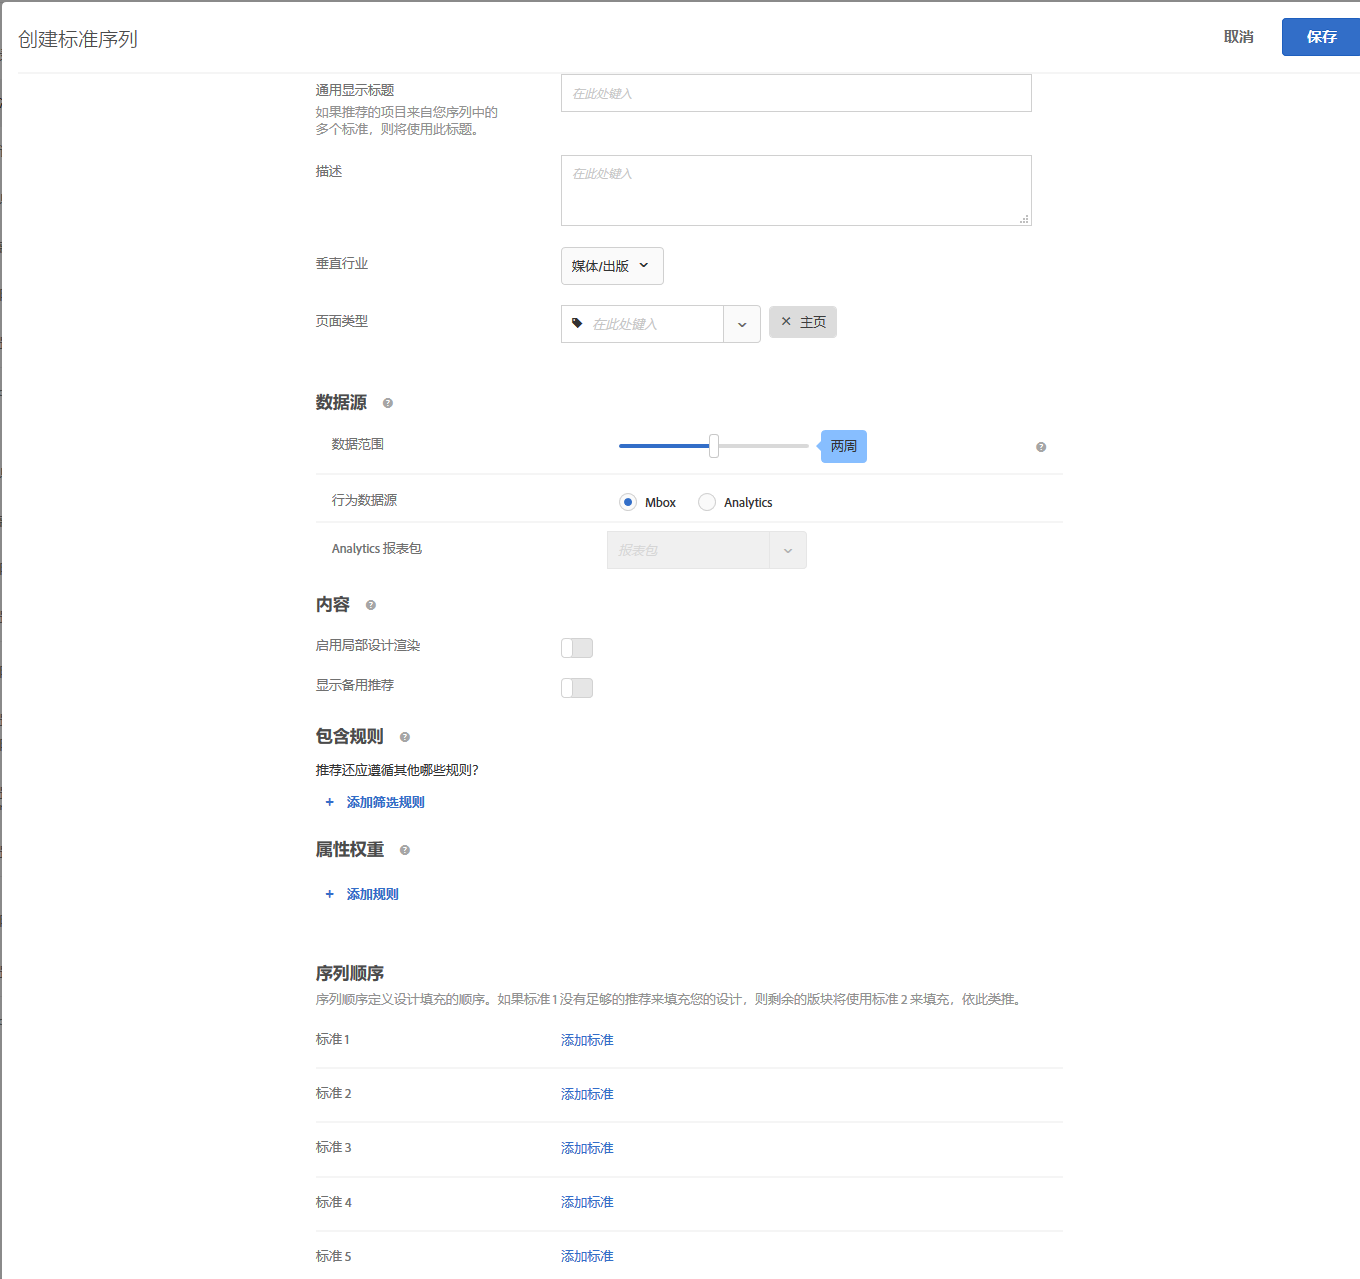 创建标准序列
取消
保存
通用显示标题
在此处键入
如果推荐的项目来自您序列中的
多个标准，则将使用此标题。
描述
在此处键入
垂直行业
媒体/出版
页面类型
在此处键入
× 主页
数据源
数据范围
两周
行为数据源
Mbox
Analytics
Analytics 报表包
报表包
内容
启用局部设计渲染
显示备用推荐
包含规则
推荐还应遵循其他哪些规则？
+ 添加筛选规则
属性权重
+ 添加规则
序列顺序
序列顺序定义设计填充的顺序。如果标准 1 没有足够的推荐来填充您的设计，则剩余的版块将使用标准 2 来填充，依此类推。
标准 1
添加标准
标准 2
添加标准
标准 3
添加标准
标准 4
添加标准
标准 5
添加标准